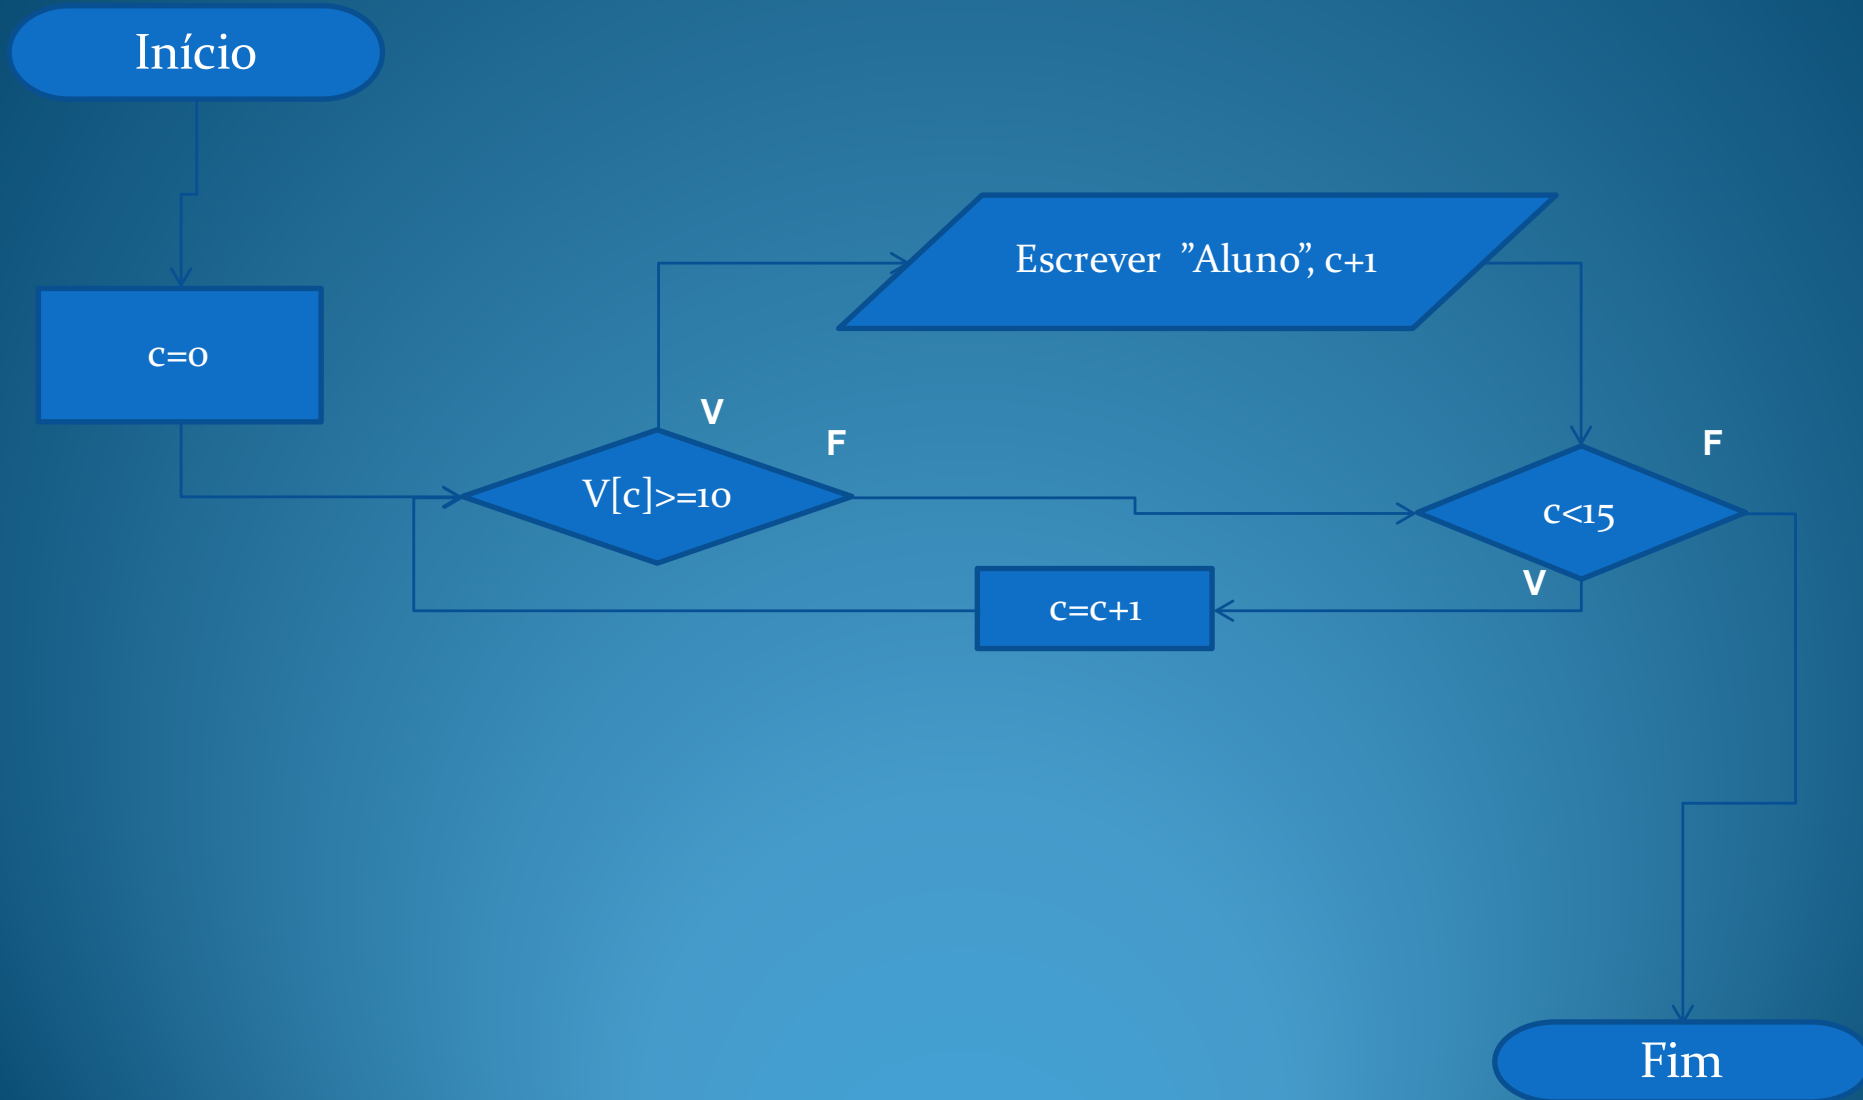 Início
Escrever ”Aluno”, c+1
c=0
V
F
F
V[c]>=10
c<15
V
c=c+1
Fim